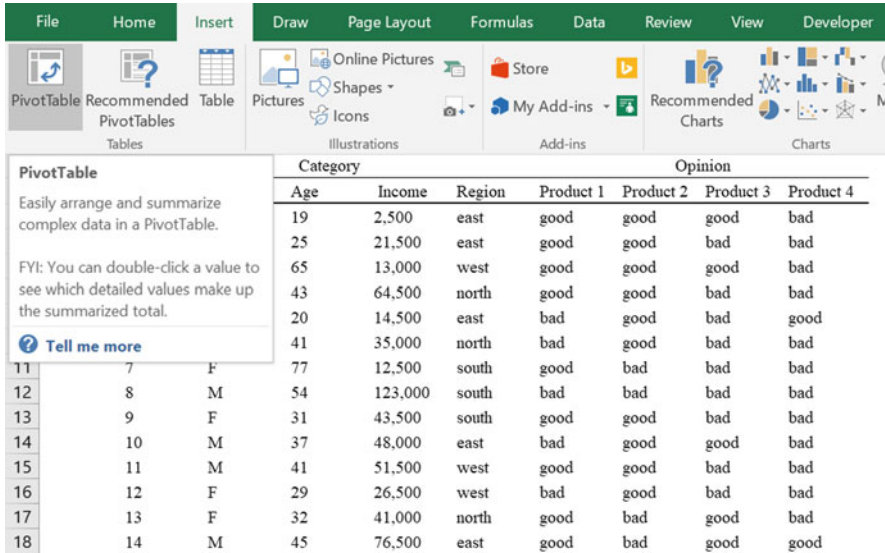 File Home Insert Draw Page Layout Formulas Data Review View Developer
PivotTable Recommended PivotTables Table Pictures Online Pictures Shapes Icons Store My Add-ins Recommended Charts
Tables Illustrations Add-ins Charts
PivotTable
Easily arrange and summarize
complex data in a PivotTable.
FYI: You can double-click a value to
see which detailed values make up
the summarized total.
Tell me more
Category Opinion
Age Income Region Product 1 Product 2 Product 3 Product 4
19 2,500 east good good good bad
25 21,500 east good good bad bad
65 13,000 west good good good bad
43 64,500 north good good bad bad
20 14,500 east bad good bad good
41 35,000 north bad good bad bad
11 7 F 77 12,500 south good bad bad bad
12 8 M 54 123,000 south bad bad bad bad
13 9 F 31 43,500 south good good bad bad
14 10 M 37 48,000 east bad good good bad
15 11 M 41 51,500 west good good bad bad
16 12 F 29 26,500 west bad good bad bad
17 13 F 32 41,000 north good bad good bad
18 14 M 45 76,500 east good bad good good